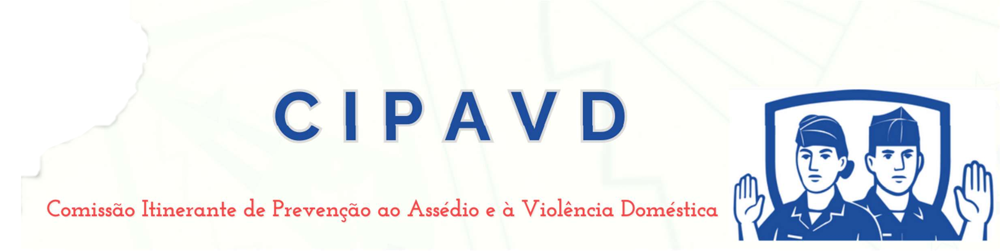 CIPAVD
Comissão Itinerante de Prevenção ao Assédio e à Violência Doméstica